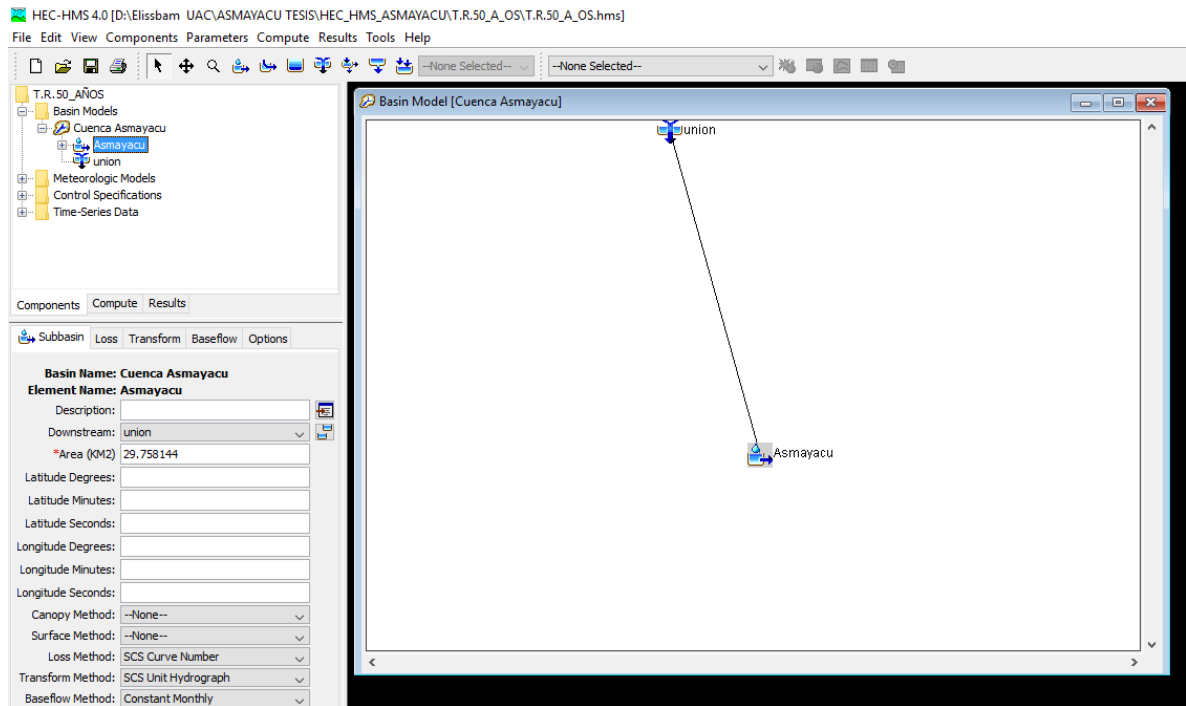 HEC-HMS 4.0 [D:\Elissbam UAC\ASMAYACU TESIS\HEC_HMS_ASMAYACU\T.R.50_A_OS\T.R.50_A_OS.hms]
File Edit View Components Parameters Compute Results Tools Help
--None Selected-- --None Selected--
T.R.50_AÑOS
Basin Models
Cuenca Asmayacu
Asmayacu
union
Meteorologic Models
Control Specifications
Time-Series Data
Components Compute Results
Subbasin Loss Transform Baseflow Options
Basin Name: Cuenca Asmayacu
Element Name: Asmayacu
Description:
Downstream: union
*Area (KM2) 29.758144
Latitude Degrees:
Latitude Minutes:
Latitude Seconds:
Longitude Degrees:
Longitude Minutes:
Longitude Seconds:
Canopy Method: --None--
Surface Method: --None--
Loss Method: SCS Curve Number
Transform Method: SCS Unit Hydrograph
Baseflow Method: Constant Monthly
Basin Model [Cuenca Asmayacu]
union
Asmayacu